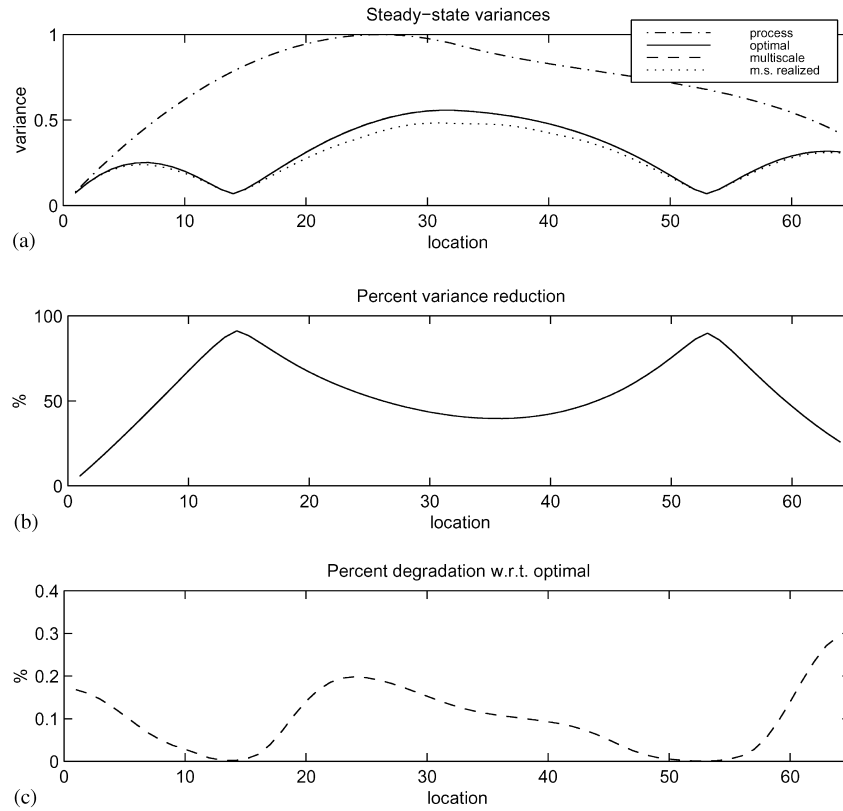 Steady-state variances
process
optimal
multiscale
m.s. realized
1
0.5
0
variance
0 10 20 30 40 50 60
location
(a)
Percent variance reduction
100
50
0
%
0 10 20 30 40 50 60
location
(b)
Percent degradation w.r.t. optimal
0.4
0.3
0.2
0.1
0
%
0 10 20 30 40 50 60
location
(c)